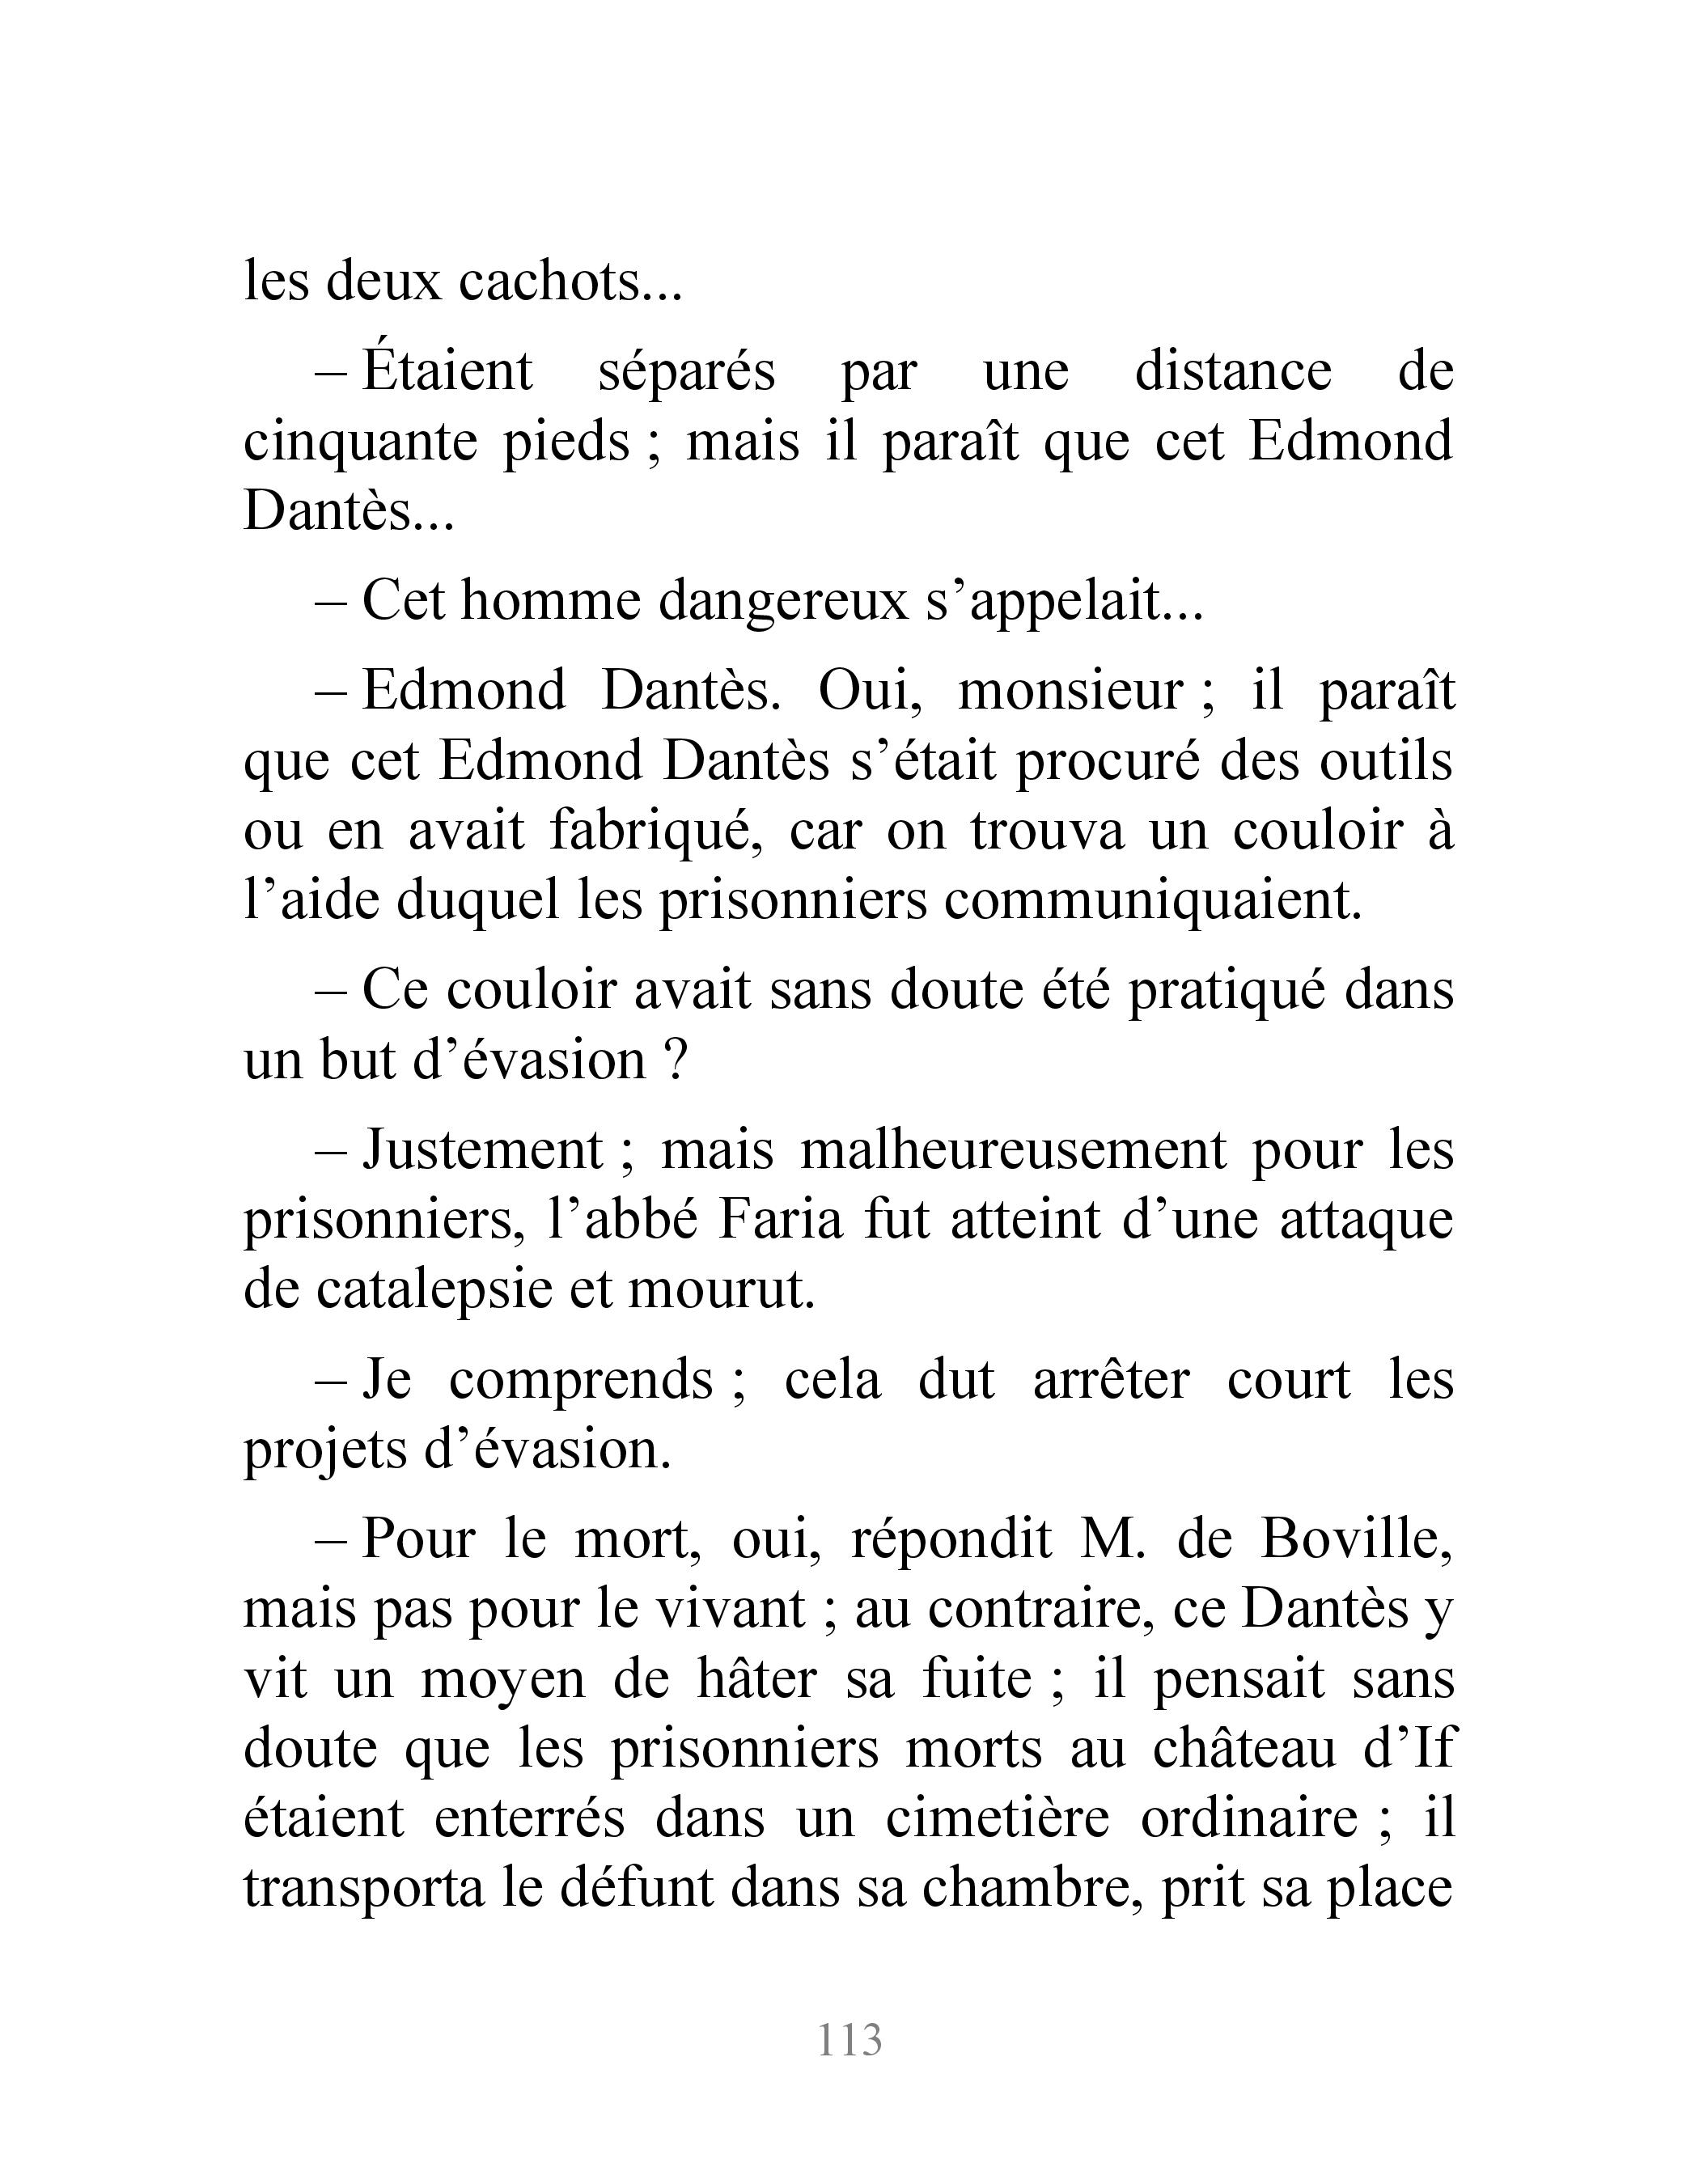 les deux cachots...
– Étaient séparés par une distance de
cinquante pieds ; mais il paraît que cet Edmond
Dantès...
– Cet homme dangereux s’appelait...
– Edmond Dantès. Oui, monsieur ; il paraît
que cet Edmond Dantès s’était procuré des outils
ou en avait fabriqué, car on trouva un couloir à
l’aide duquel les prisonniers communiquaient.
– Ce couloir avait sans doute été pratiqué dans
un but d’évasion ?
– Justement ; mais malheureusement pour les
prisonniers, l’abbé Faria fut atteint d’une attaque
de catalepsie et mourut.
– Je comprends ; cela dut arrêter court les
projets d’évasion.
– Pour le mort, oui, répondit M. de Boville,
mais pas pour le vivant ; au contraire, ce Dantès y
vit un moyen de hâter sa fuite ; il pensait sans
doute que les prisonniers morts au château d’If
étaient enterrés dans un cimetière ordinaire ; il
transporta le défunt dans sa chambre, prit sa place
113